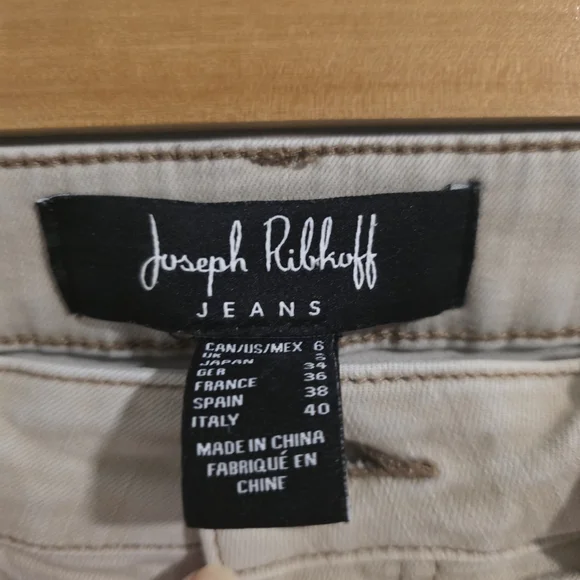 Joseph Ribkoff
JEANS
CAN/US/MEX 6
UK
JAPAN
GER 34
FRANCE 36
SPAIN 38
ITALY 40
MADE IN CHINA
FABRIQUÉ EN
CHINE